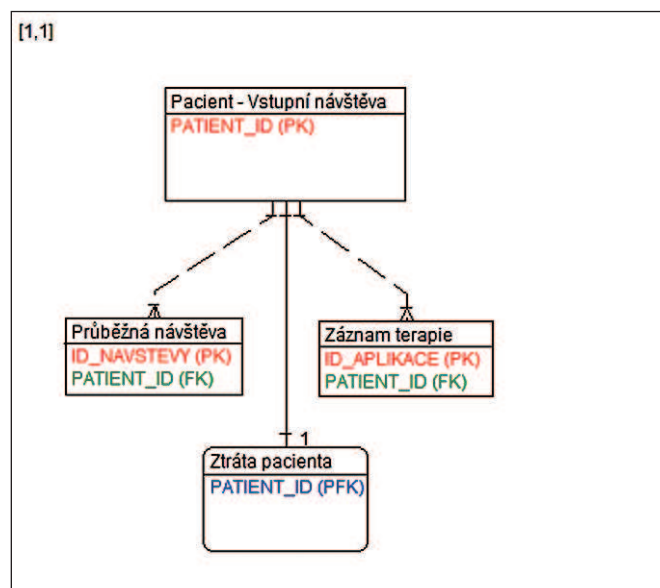 [1,1]
Pacient - Vstupní návštěva
PATIENT_ID (PK)
Průběžná návštěva
ID_NAVSTEVY (PK)
PATIENT_ID (FK)
Záznam terapie
ID_APLIKACE (PK)
PATIENT_ID (FK)
1
Ztráta pacienta
PATIENT_ID (PFK)